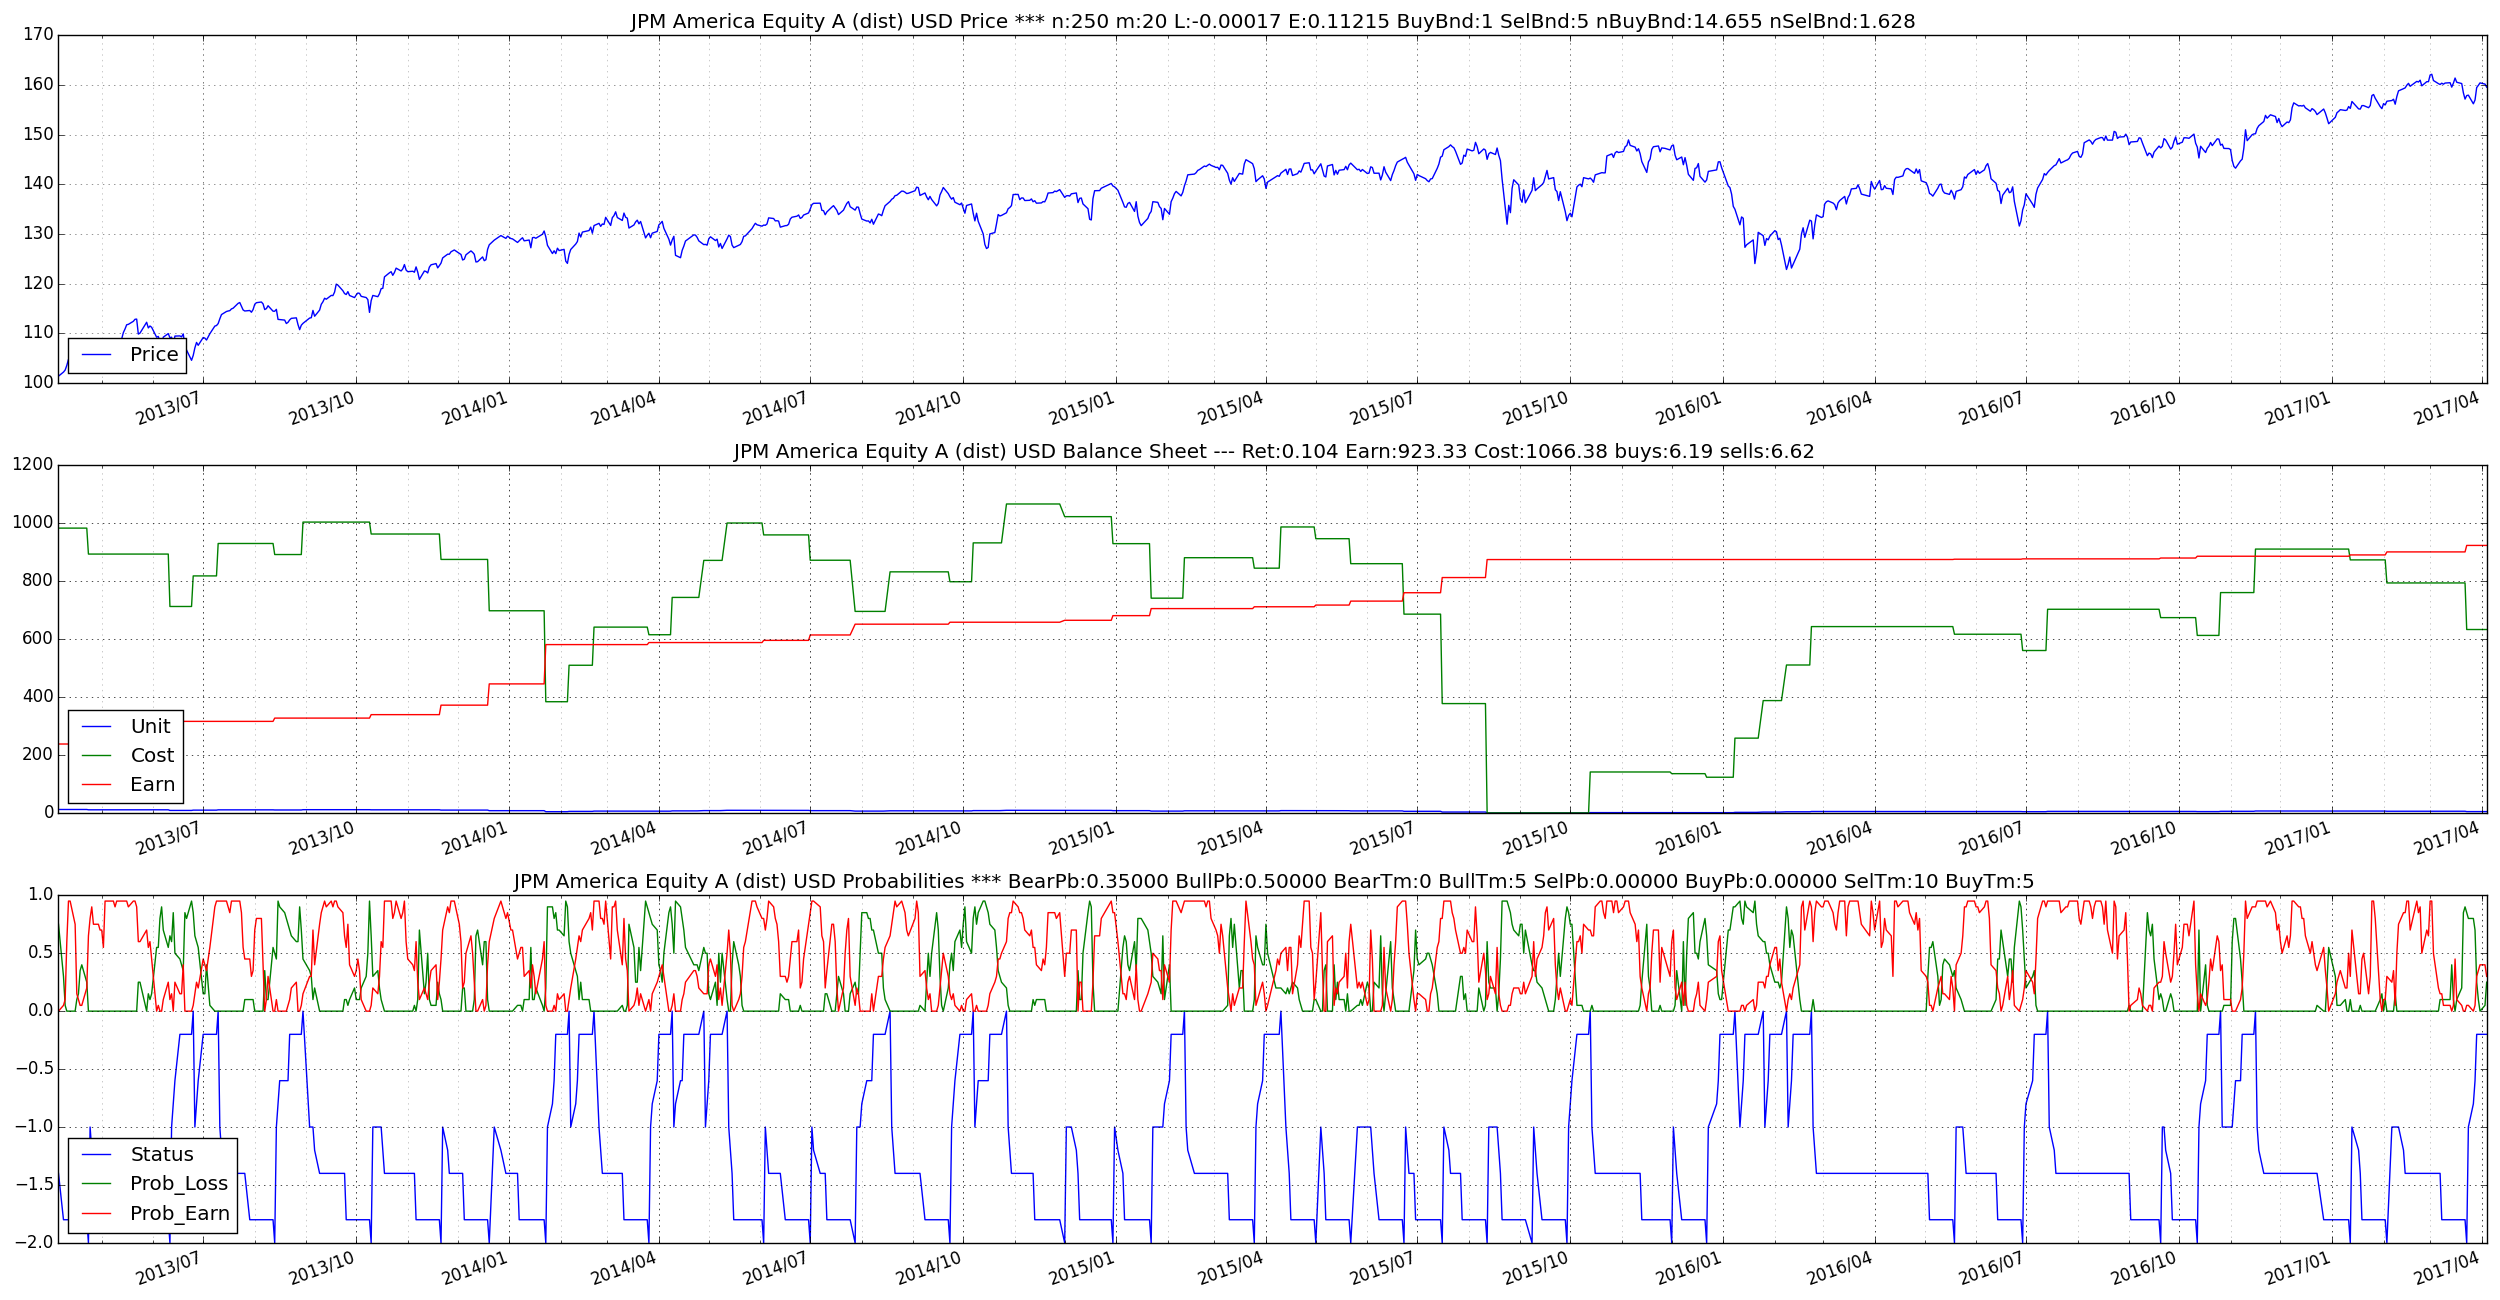 JPM America Equity A (dist) USD Price *** n:250 m:20 L:-0.00017 E:0.11215 BuyBnd:1 SelBnd:5 nBuyBnd:14.655 nSelBnd:1.628
170
160
150
140
130
120
110
100
Price
2013/07 2013/10 2014/01 2014/04 2014/07 2014/10 2015/01 2015/04 2015/07 2015/10 2016/01 2016/04 2016/07 2016/10 2017/01 2017/04
JPM America Equity A (dist) USD Balance Sheet --- Ret:0.104 Earn:923.33 Cost:1066.38 buys:6.19 sells:6.62
1200
1000
800
600
400
200
0
Unit
Cost
Earn
2013/07 2013/10 2014/01 2014/04 2014/07 2014/10 2015/01 2015/04 2015/07 2015/10 2016/01 2016/04 2016/07 2016/10 2017/01 2017/04
JPM America Equity A (dist) USD Probabilities *** BearPb:0.35000 BullPb:0.50000 BearTm:0 BullTm:5 SelPb:0.00000 BuyPb:0.00000 SelTm:10 BuyTm:5
1.0
0.5
0.0
−0.5
−1.0
−1.5
−2.0
Status
Prob_Loss
Prob_Earn
2013/07 2013/10 2014/01 2014/04 2014/07 2014/10 2015/01 2015/04 2015/07 2015/10 2016/01 2016/04 2016/07 2016/10 2017/01 2017/04